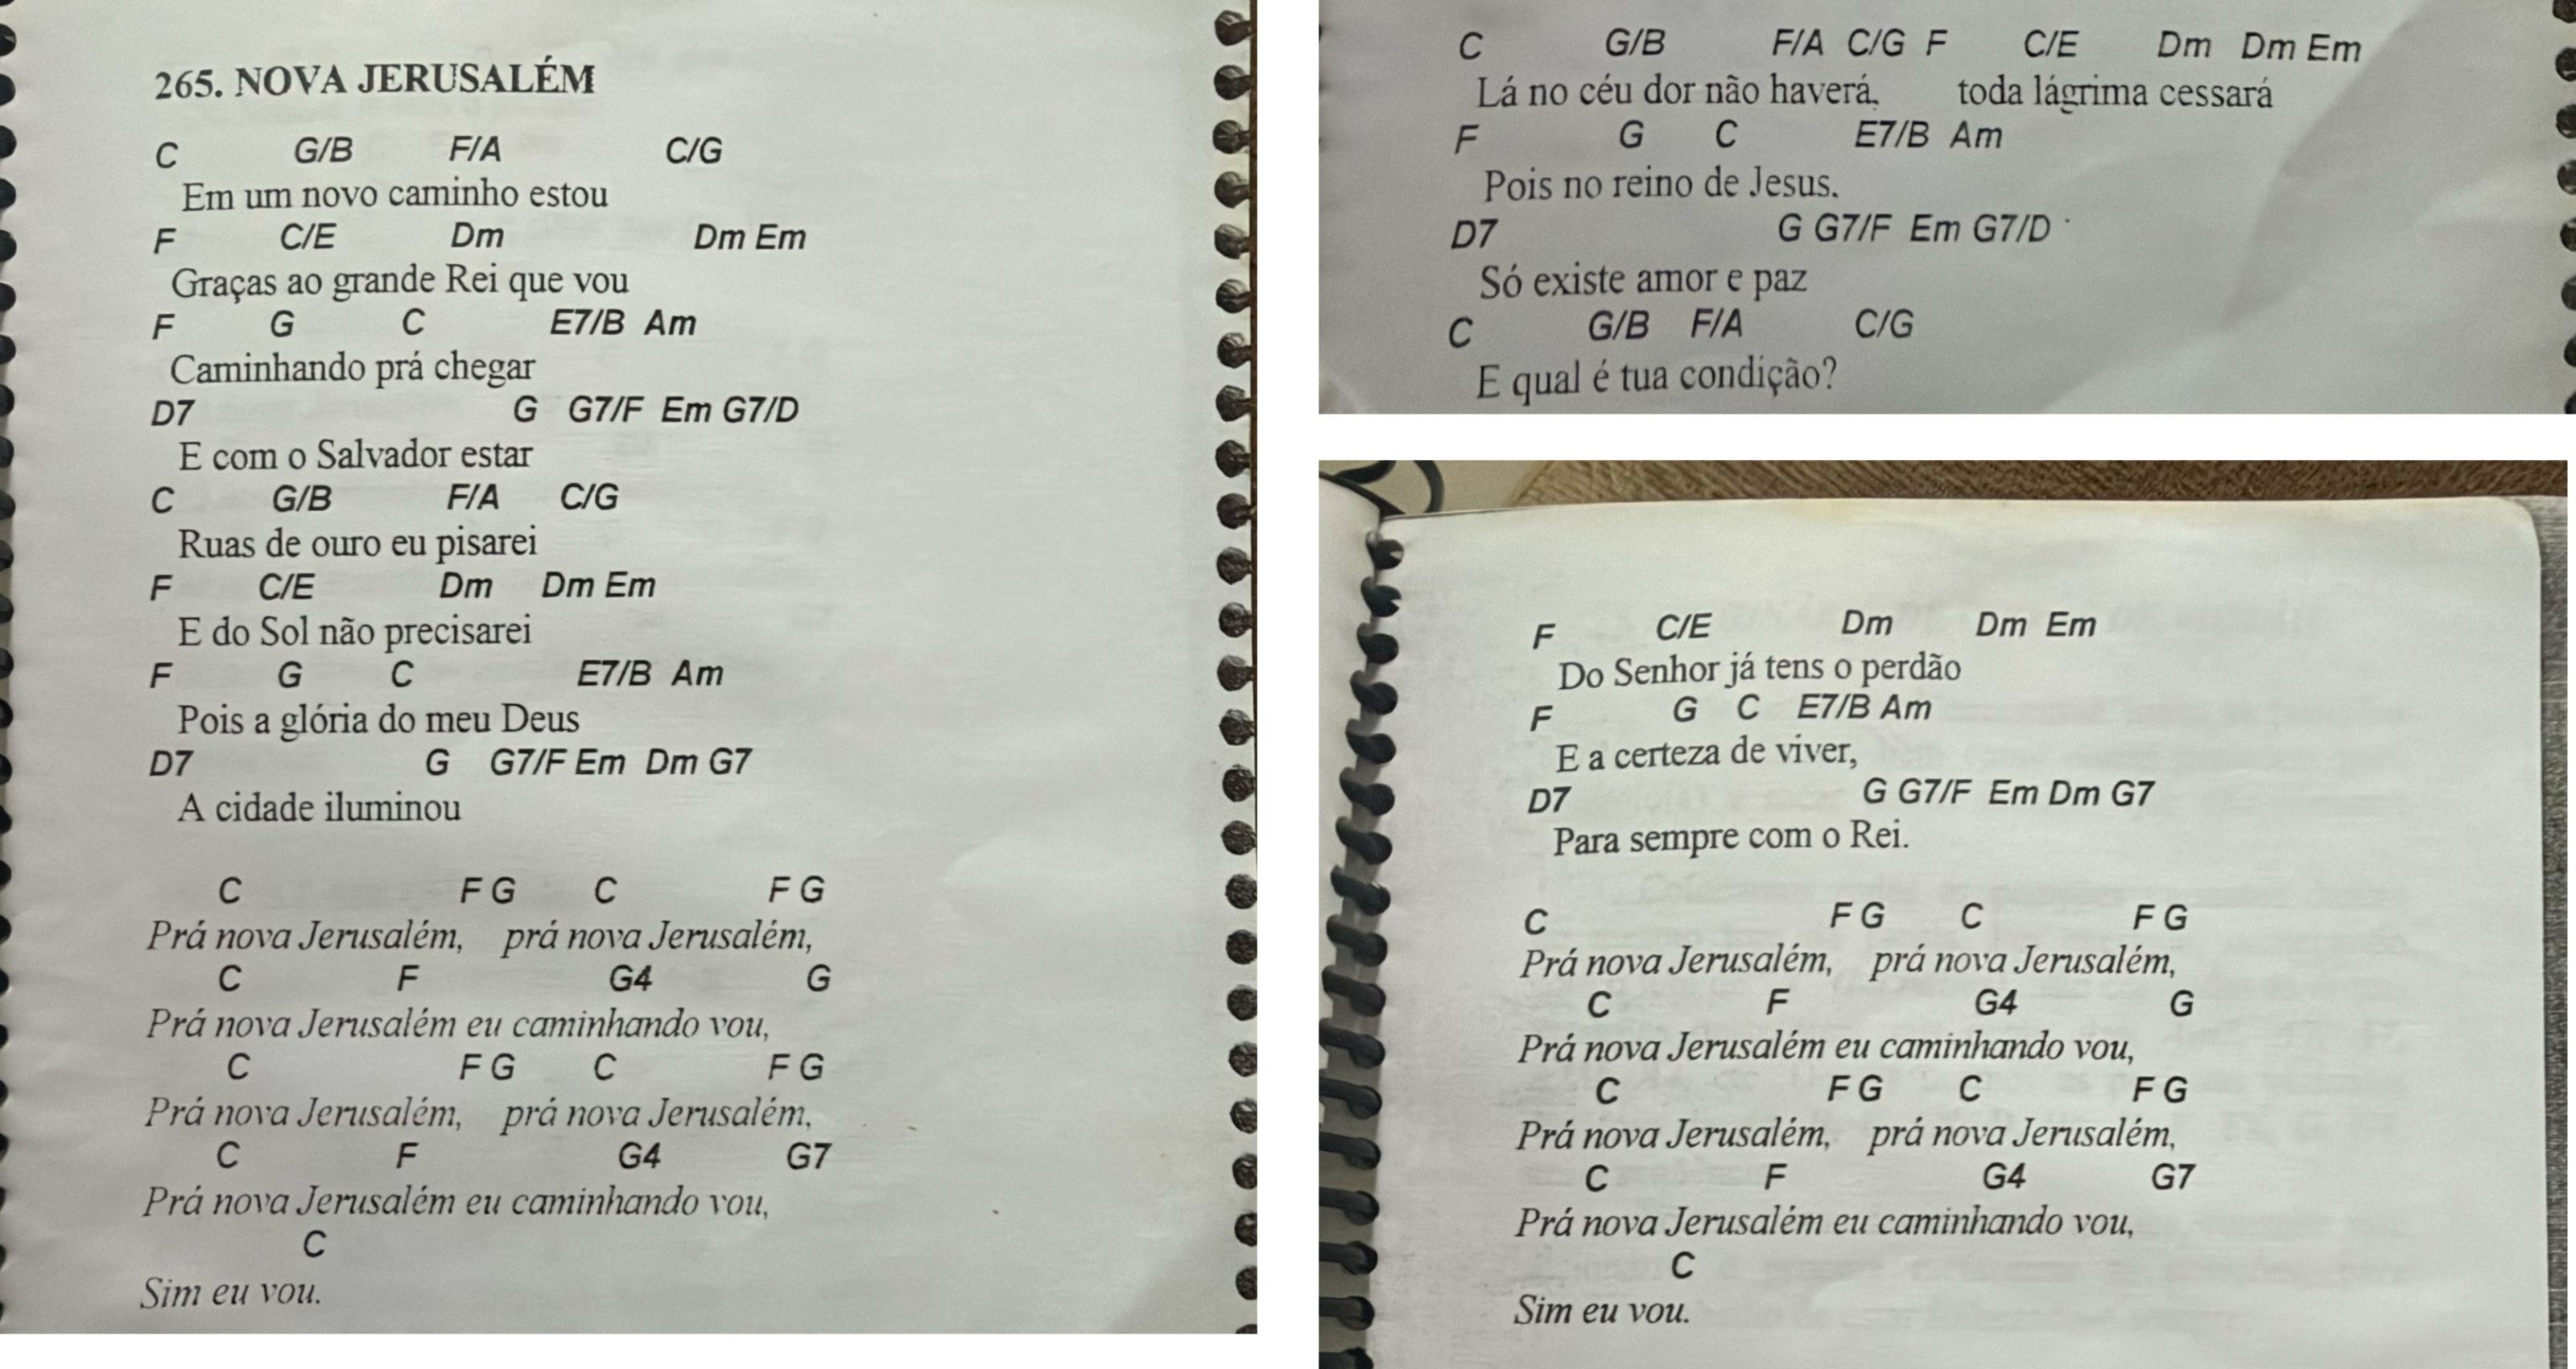 265. NOVA JERUSALÉM
C G/B F/A C/G
Em um novo caminho estou
F C/E Dm Dm Em
Graças ao grande Rei que vou
F G C E7/B Am
Caminhando prá chegar
D7 G G7/F Em G7/D
E com o Salvador estar
C G/B F/A C/G
Ruas de ouro eu pisarei
F C/E Dm Dm Em
E do Sol não precisarei
F G C E7/B Am
Pois a glória do meu Deus
D7 G G7/F Em Dm G7
A cidade iluminou
C F G C F G
Prá nova Jerusalém, prá nova Jerusalém,
C F G4 G
Prá nova Jerusalém eu caminhando vou,
C F G C F G
Prá nova Jerusalém, prá nova Jerusalém,
C F G4 G7
Prá nova Jerusalém eu caminhando vou,
C
Sim eu vou.
C G/B F/A C/G F C/E Dm Dm Em
Lá no céu dor não haverá, toda lágrima cessará
F G C E7/B Am
Pois no reino de Jesus.
D7 G G7/F Em G7/D
Só existe amor e paz
C G/B F/A C/G
E qual é tua condição?
F C/E Dm Dm Em
Do Senhor já tens o perdão
F G C E7/B Am
E a certeza de viver,
D7 G G7/F Em Dm G7
Para sempre com o Rei.
C F G C F G
Prá nova Jerusalém, prá nova Jerusalém,
C F G4 G
Prá nova Jerusalém eu caminhando vou,
C F G C F G
Prá nova Jerusalém, prá nova Jerusalém,
C F G4 G7
Prá nova Jerusalém eu caminhando vou,
C
Sim eu vou.